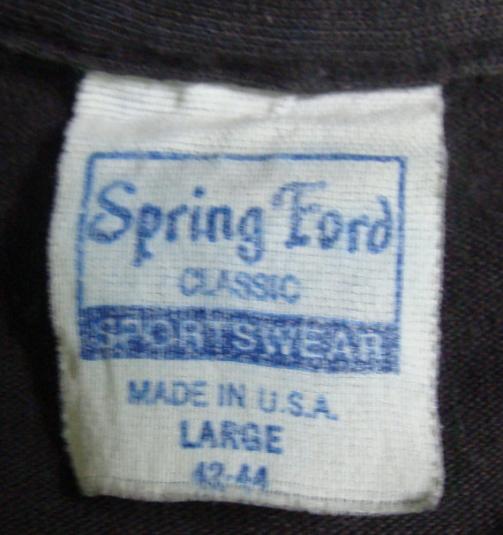 Spring Ford
CLASSIC
SPORTSWEAR
MADE IN U.S.A.
LARGE
42-44